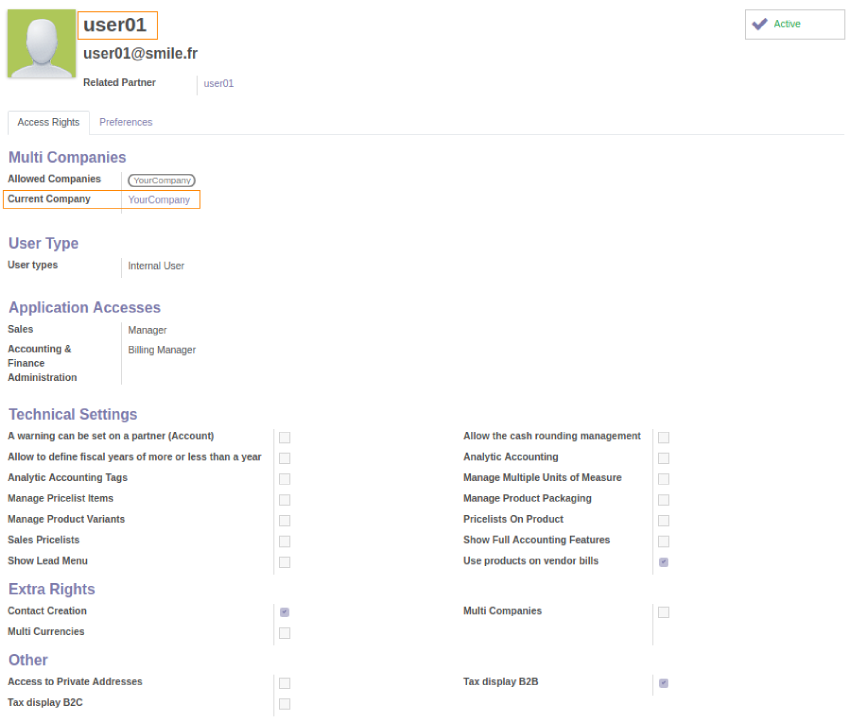 user01
Active
user01@smile.fr
Related Partner user01
Access Rights Preferences
Multi Companies
Allowed Companies YourCompany
Current Company YourCompany
User Type
User types Internal User
Application Accesses
Sales Manager
Accounting & Billing Manager
Finance
Administration
Technical Settings
A warning can be set on a partner (Account) Allow the cash rounding management
Allow to define fiscal years of more or less than a year Analytic Accounting
Analytic Accounting Tags Manage Multiple Units of Measure
Manage Pricelist Items Manage Product Packaging
Manage Product Variants Pricelists On Product
Sales Pricelists Show Full Accounting Features
Show Lead Menu Use products on vendor bills
Extra Rights
Contact Creation Multi Companies
Multi Currencies
Other
Access to Private Addresses Tax display B2B
Tax display B2C